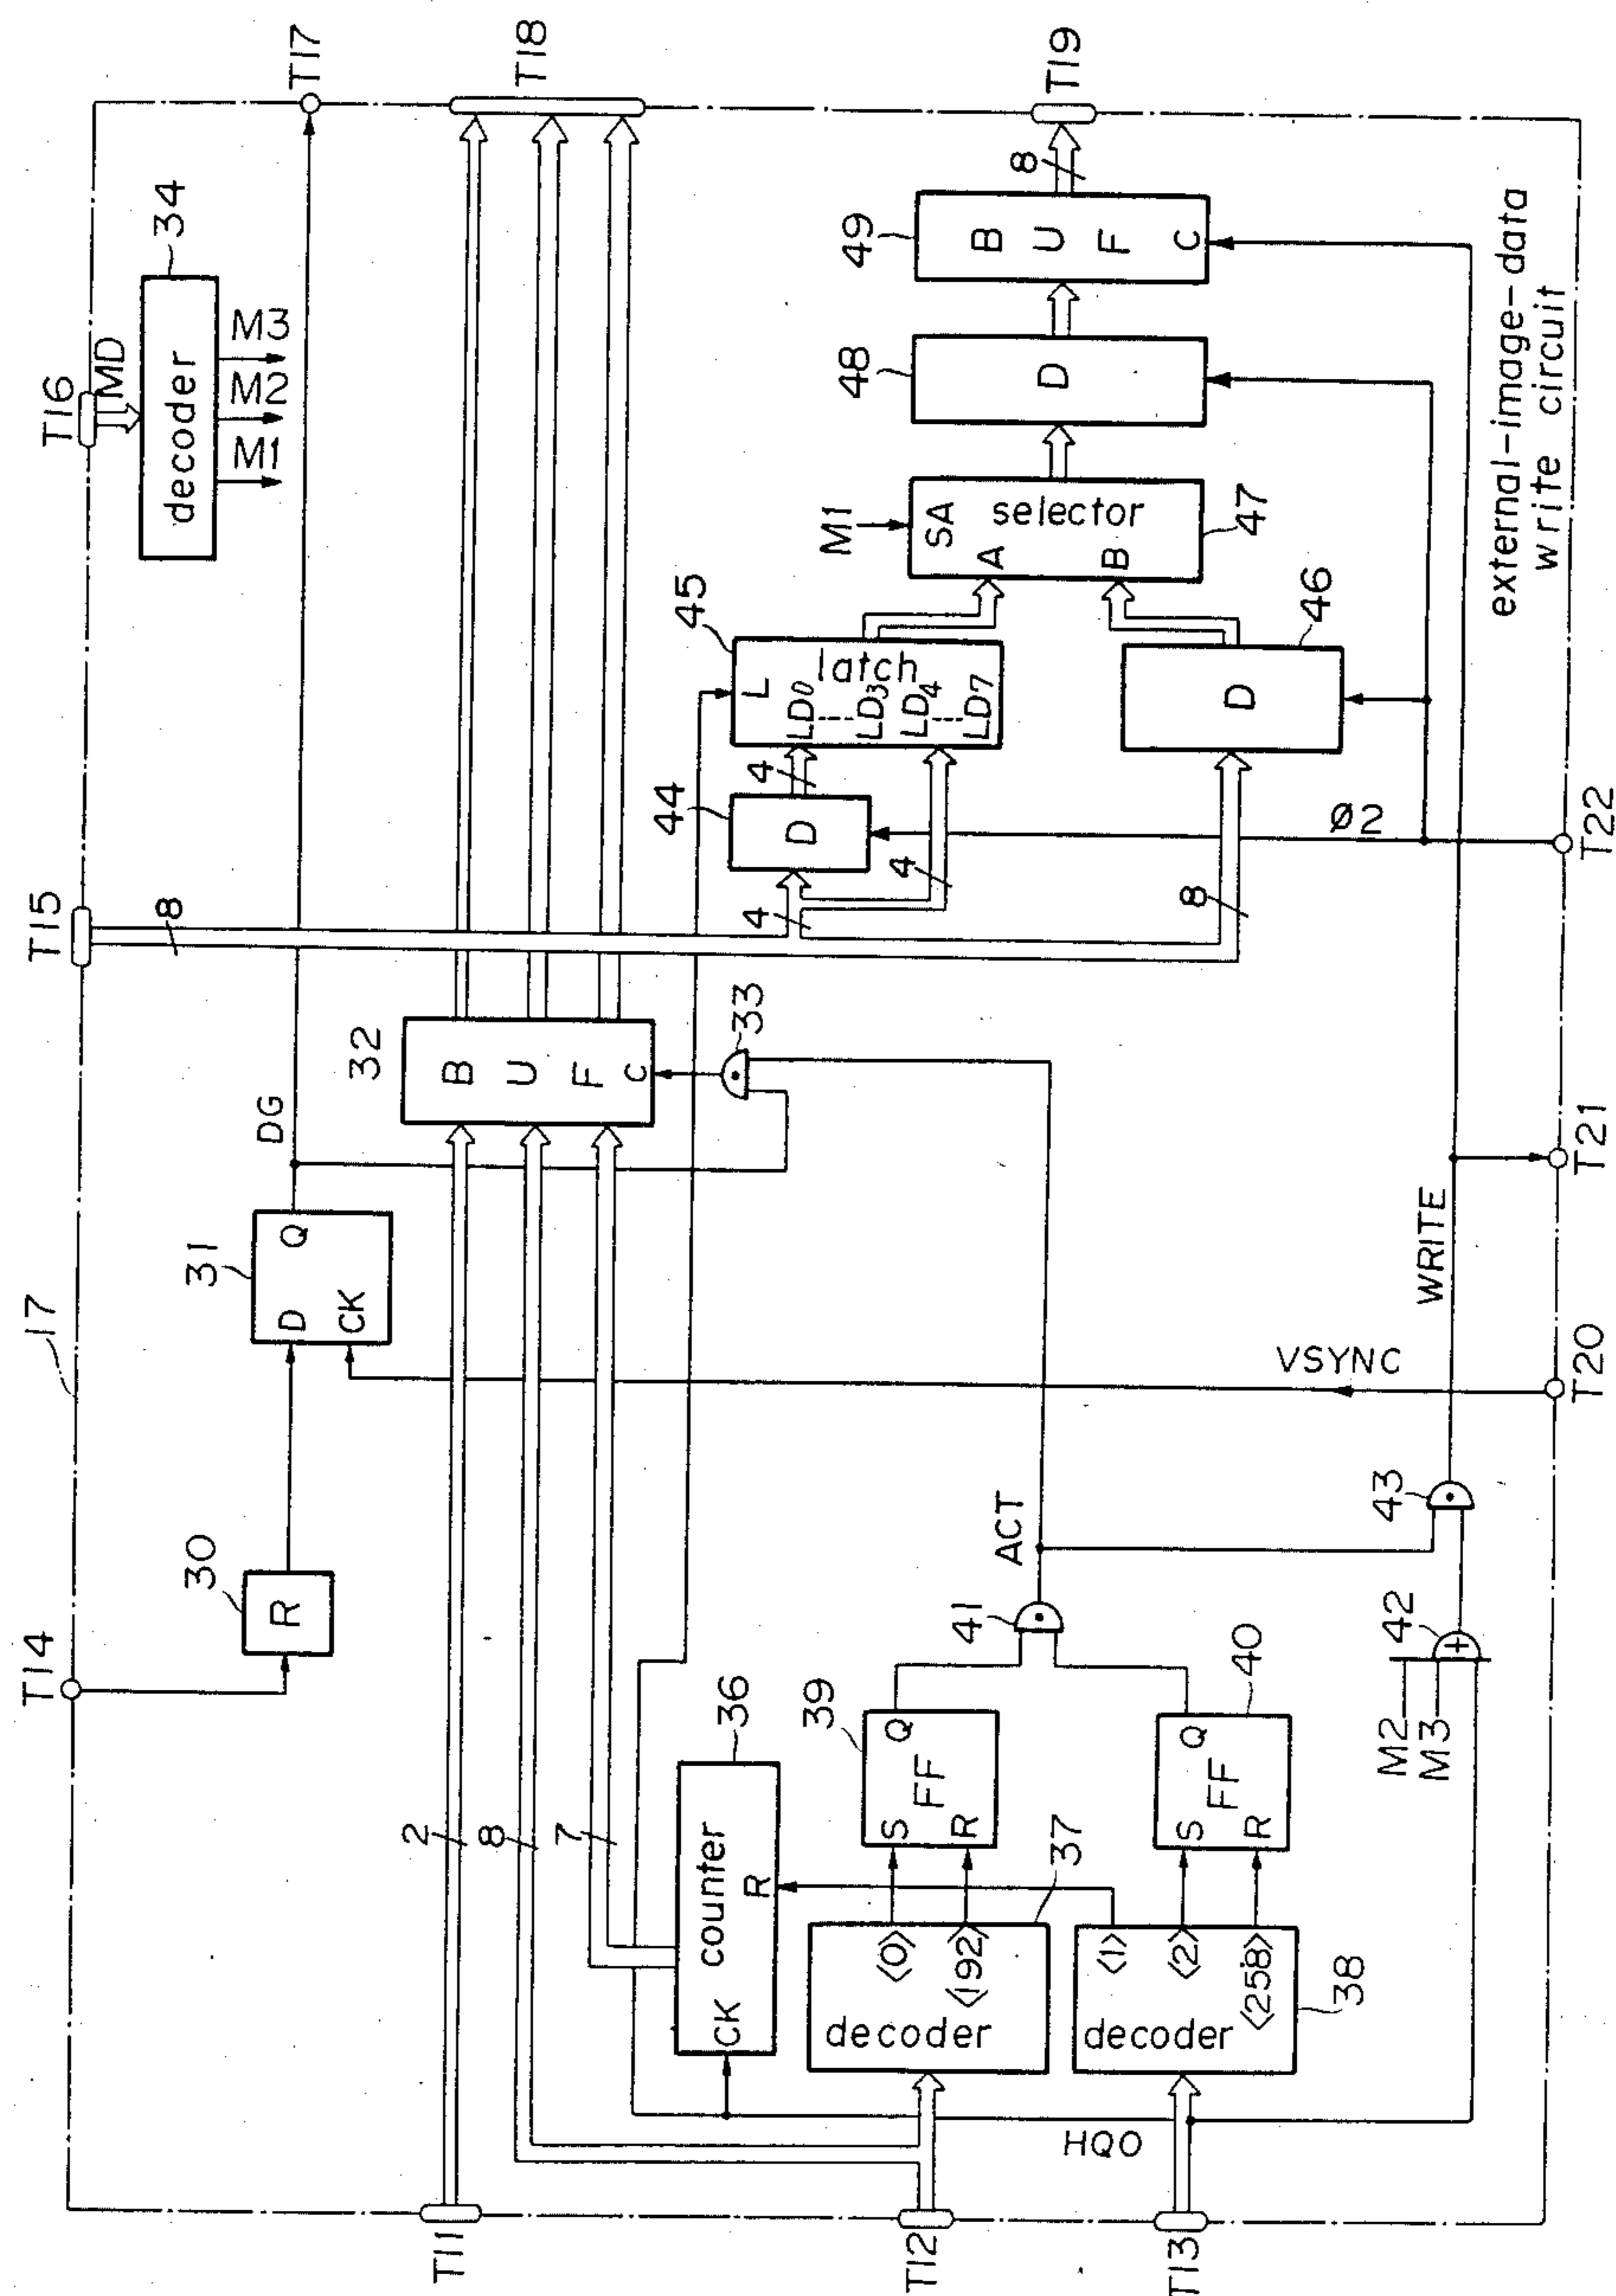 T16
MD
34
decoder
M1
M2
M3
T17
T18
T19
T15
8
17
T14
30
R
31
D
Q
CK
DG
32
B
U
F
C
33
2
8
7
36
counter
CK
R
37
decoder
<0>
<192>
38
decoder
<1>
<2>
<258>
39
S
R
Q
FF
40
S
R
Q
FF
41
ACT
42
+
M2
M3
43
WRITE
HQ0
VSYNC
T11
T12
T13
T20
T21
T22
Ø2
44
D
4
4
4
8
45
L
latch
LD0
LD3
LD4
LD7
46
D
M1
SA
A
B
selector
47
48
D
49
B
U
F
C
8
external-image-data
write circuit